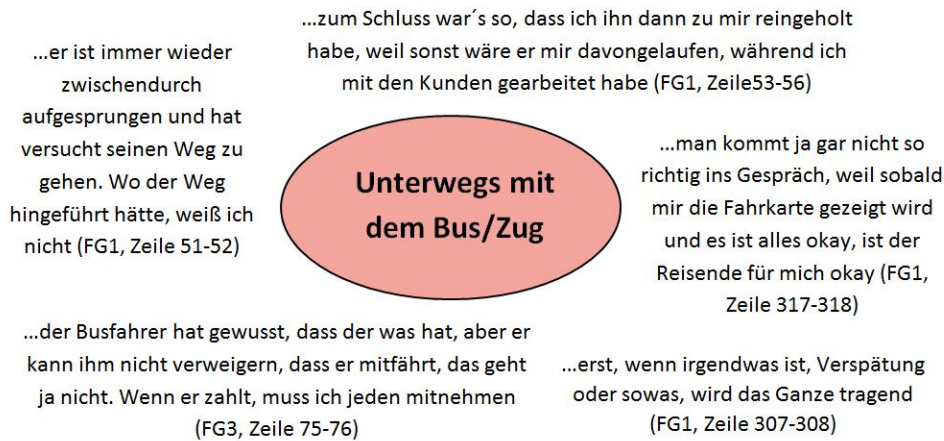 ...zum Schluss war´s so, dass ich ihn dann zu mir reingeholt
habe, weil sonst wäre er mir davongelaufen, während ich
mit den Kunden gearbeitet habe (FG1, Zeile53-56)
...er ist immer wieder
zwischendurch
aufgesprungen und hat
versucht seinen Weg zu
gehen. Wo der Weg
hingeführt hätte, weiß ich
nicht (FG1, Zeile 51-52)
Unterwegs mit
dem Bus/Zug
...man kommt ja gar nicht so
richtig ins Gespräch, weil sobald
mir die Fahrkarte gezeigt wird
und es ist alles okay, ist der
Reisende für mich okay (FG1,
Zeile 317-318)
...der Busfahrer hat gewusst, dass der was hat, aber er
kann ihm nicht verweigern, dass er mitfährt, das geht
ja nicht. Wenn er zahlt, muss ich jeden mitnehmen
(FG3, Zeile 75-76)
...erst, wenn irgendwas ist, Verspätung
oder sowas, wird das Ganze tragend
(FG1, Zeile 307-308)